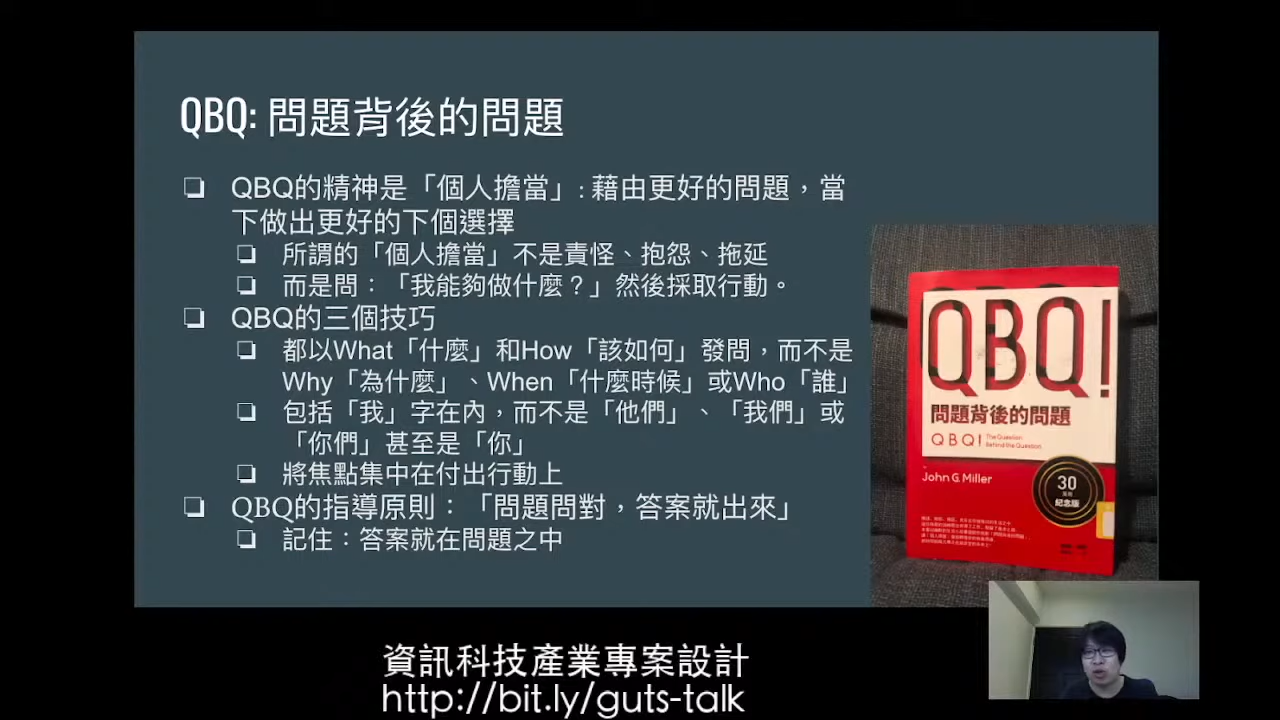 QBQ: 問題背後的問題
❏ QBQ的精神是「個人擔當」: 藉由更好的問題，當
下做出更好的下個選擇
❏ 所謂的「個人擔當」不是責怪、抱怨、拖延
❏ 而是問：「我能夠做什麼？」然後採取行動。
❏ QBQ的三個技巧
❏ 都以What「什麼」和How「該如何」發問，而不是
Why「為什麼」、When「什麼時候」或Who「誰」
❏ 包括「我」字在內，而不是「他們」、「我們」或
「你們」甚至是「你」
❏ 將焦點集中在付出行動上
❏ QBQ的指導原則：「問題問對，答案就出來」
❏ 記住：答案就在問題之中
QBQ!
問題背後的問題
QBQ! The Question
Behind the Question
John G. Miller
30
紀念版
資訊科技產業專案設計
http://bit.ly/guts-talk